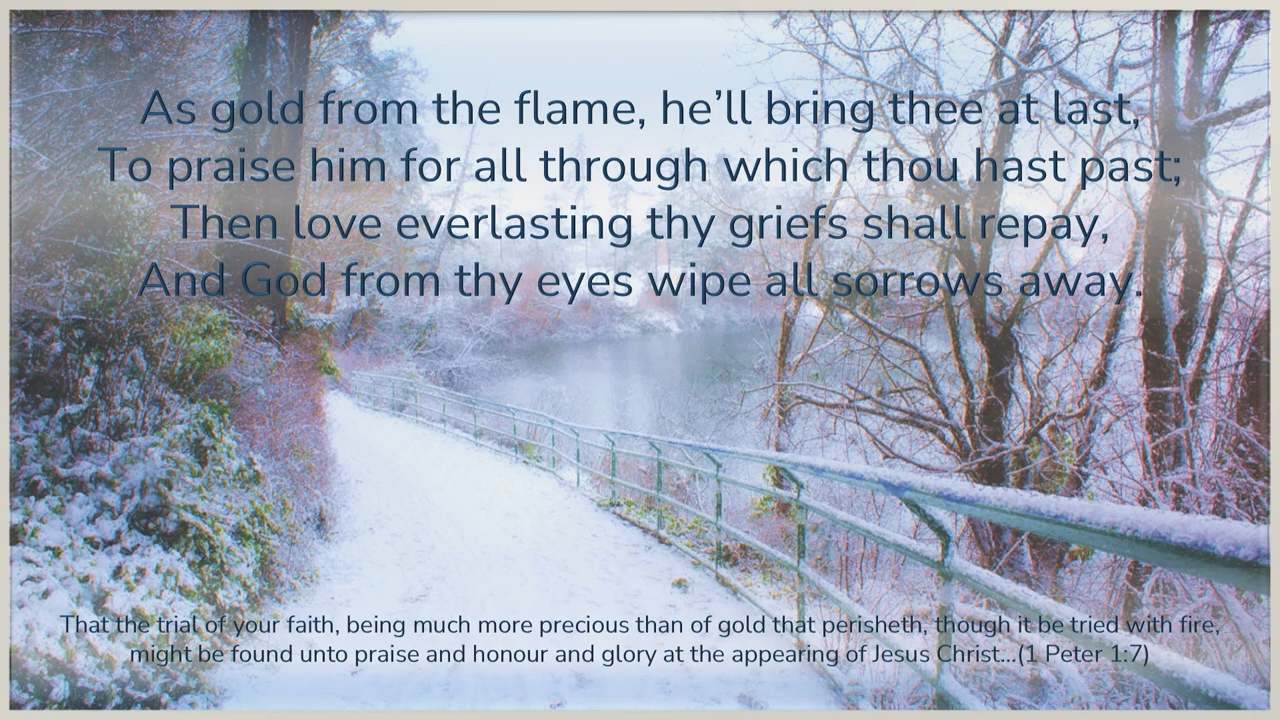 As gold from the flame, he’ll bring thee at last,
To praise him for all through which thou hast past;
Then love everlasting thy griefs shall repay,
And God from thy eyes wipe all sorrows away.
That the trial of your faith, being much more precious than of gold that perisheth, though it be tried with fire,
might be found unto praise and honour and glory at the appearing of Jesus Christ...(1 Peter 1:7)